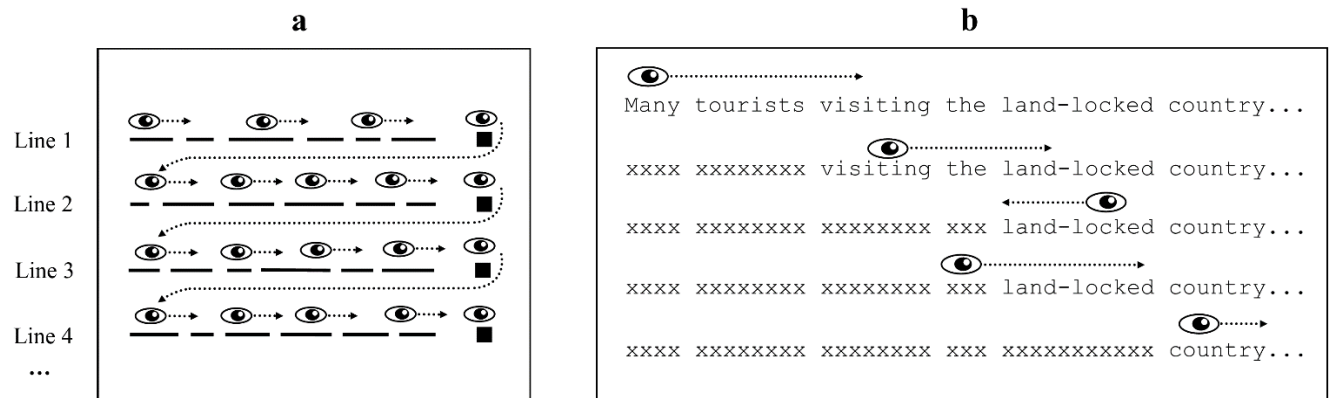 a
Line 1
Line 2
Line 3
Line 4
...
b
Many tourists visiting the land-locked country...
xxxx xxxxxxxx visiting the land-locked country...
xxxx xxxxxxxx xxxxxxxx xxx land-locked country...
xxxx xxxxxxxx xxxxxxxx xxx land-locked country...
xxxx xxxxxxxx xxxxxxxx xxx xxxxxxxxxxx country...